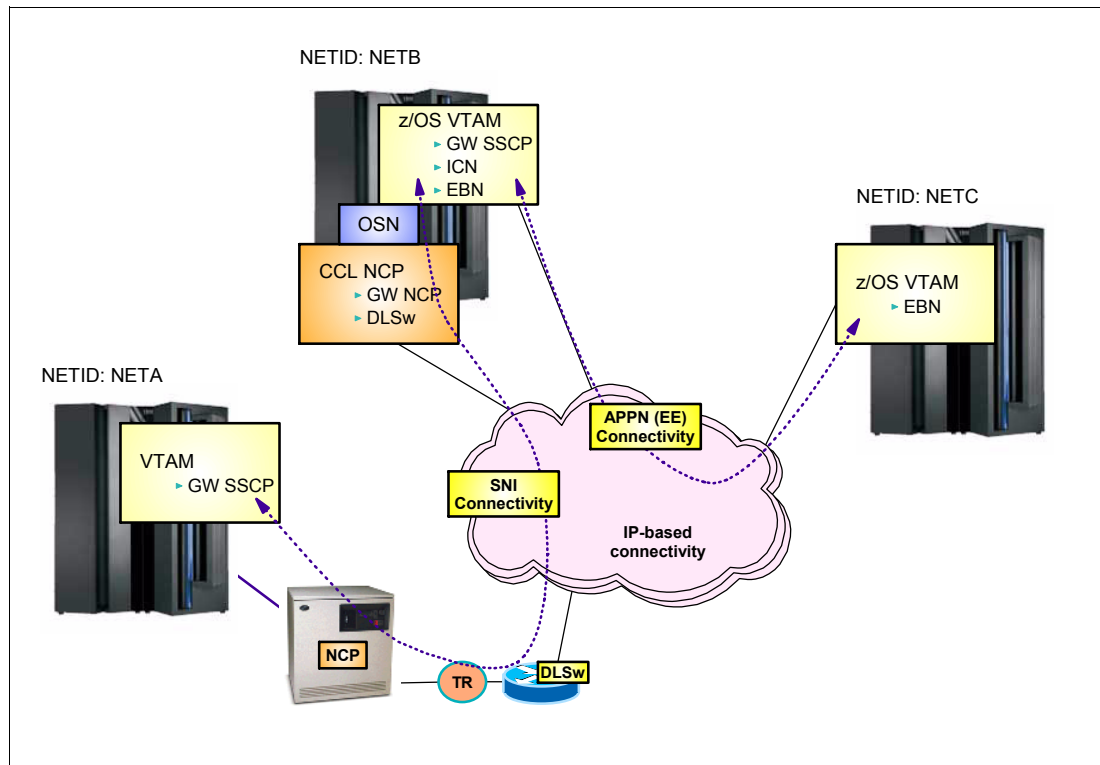 NETID: NETB
z/OS VTAM
► GW SSCP
► ICN
► EBN
OSN
CCL NCP
► GW NCP
► DLSw
NETID: NETC
z/OS VTAM
► EBN
NETID: NETA
VTAM
► GW SSCP
APPN (EE)
Connectivity
SNI
Connectivity
IP-based
connectivity
NCP
TR
DLSw